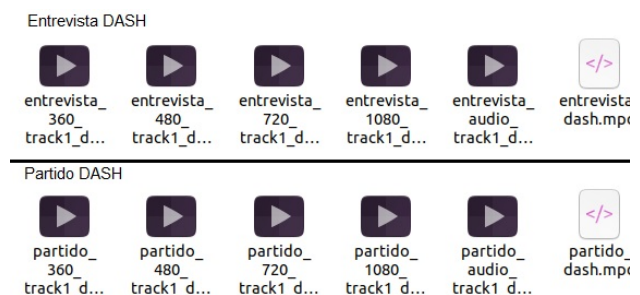 Entrevista DASH
entrevista_ entrevista_ entrevista_ entrevista_ entrevista_ entrevista
360_ 480_ 720_ 1080_ audio_ dash.mpd
track1_d... track1_d... track1_d... track1_d... track1_d...
Partido DASH
partido_ partido_ partido_ partido_ partido_ partido_
360_ 480_ 720_ 1080_ audio_ dash.mpd
track1_d... track1_d... track1_d... track1_d... track1_d...